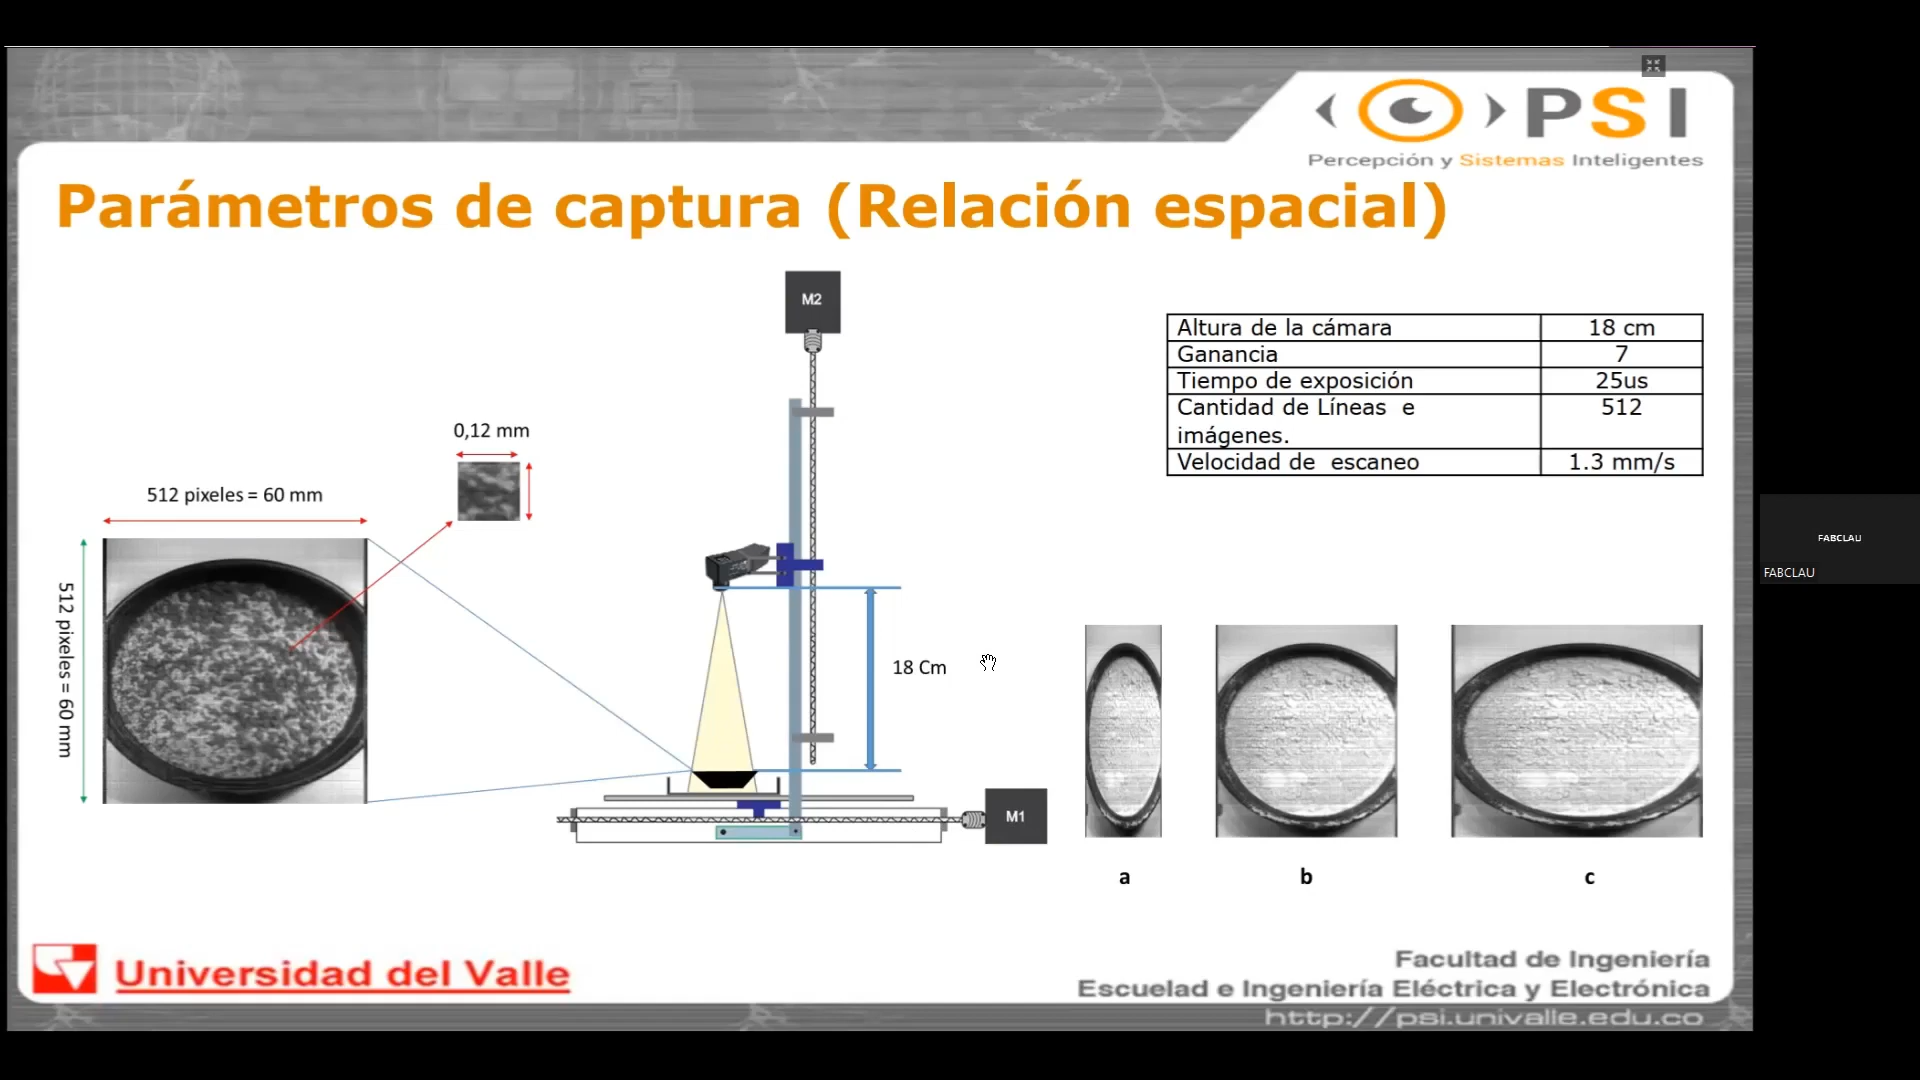 PSI
Percepción y Sistemas Inteligentes
Parámetros de captura (Relación espacial)
M2
Altura de la cámara 18 cm
Ganancia 7
Tiempo de exposición 25us
Cantidad de Líneas e 512
imágenes.
Velocidad de escaneo 1.3 mm/s
0,12 mm
512 pixeles = 60 mm
512 pixeles = 60 mm
18 Cm
M1
a
b
c
FABCLAU
FABCLAU
Universidad del Valle
Facultad de Ingeniería
Escuelad e Ingeniería Eléctrica y Electrónica
http://psi.univalle.edu.co